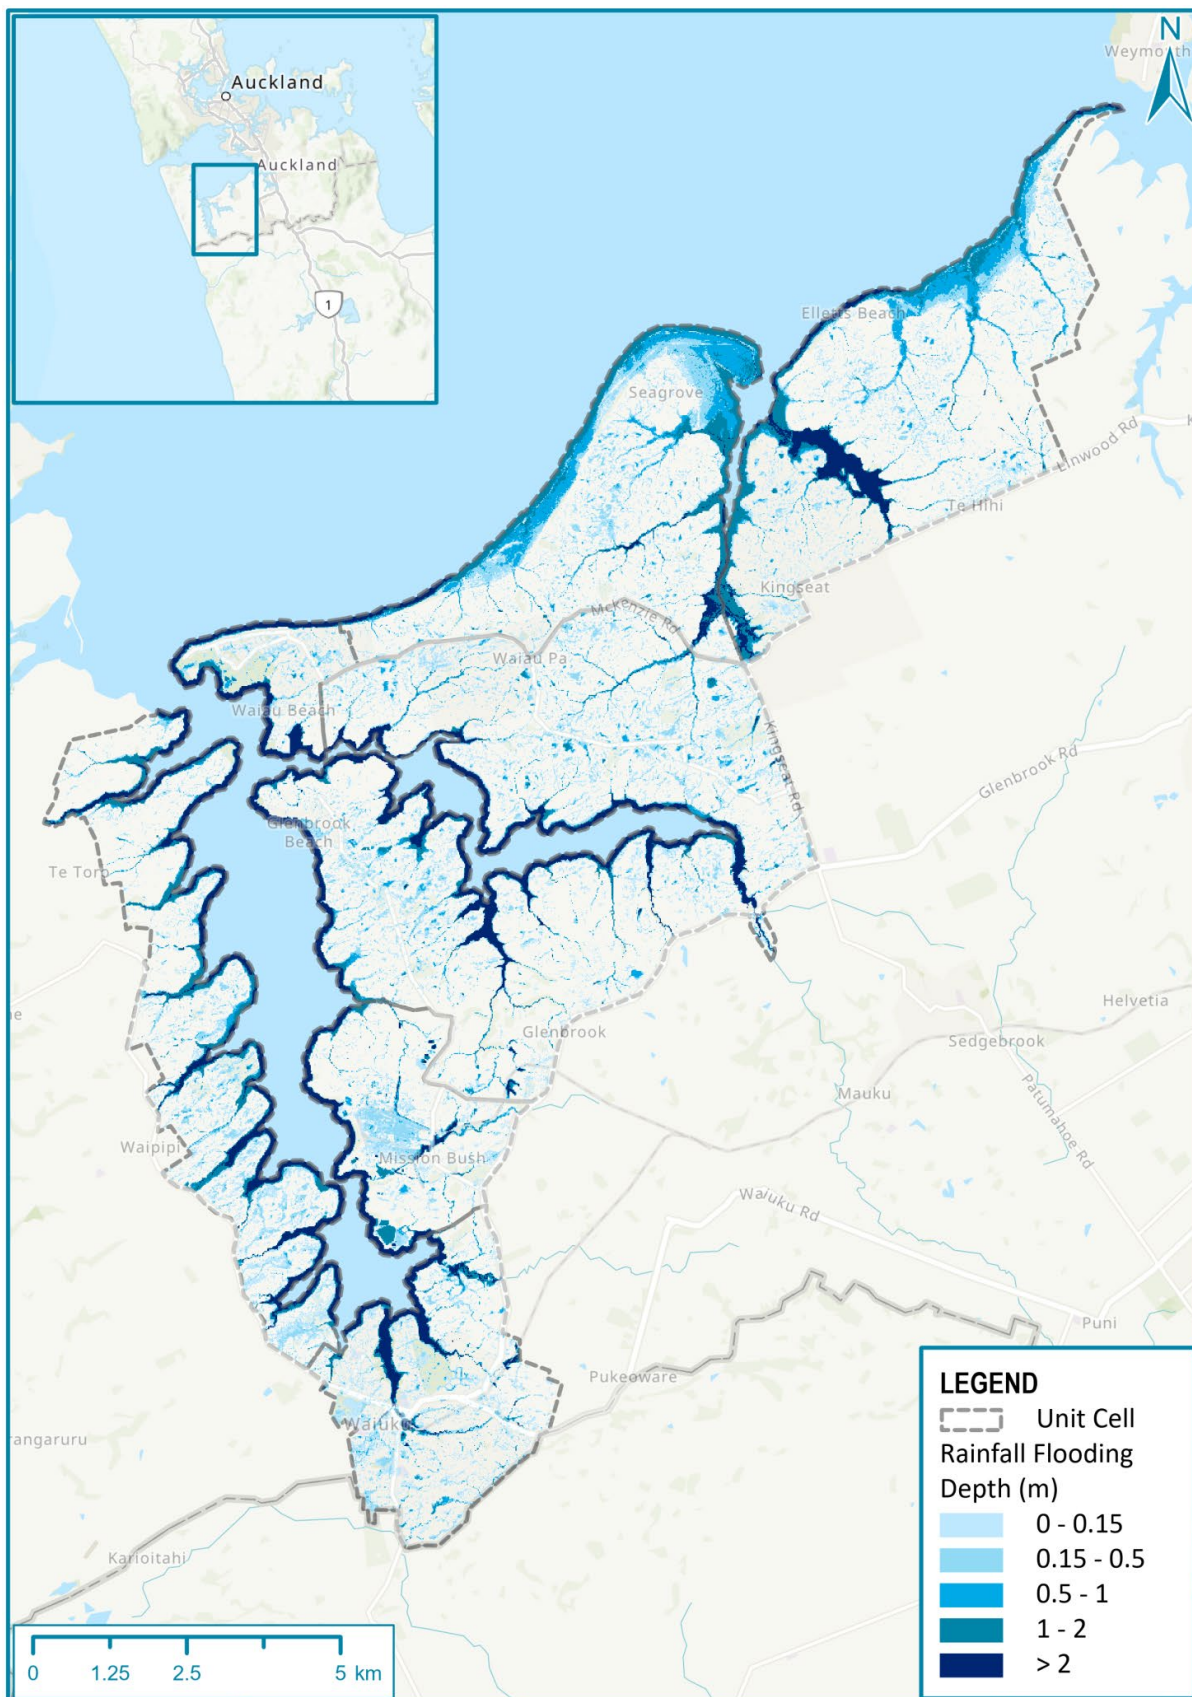 Auckland
Auckland
1
N
Weymouth
Elletts Beach
Seagrove
Linwood Rd
Te Hihi
Kingseat
Mckenzie Rd
Waiau Pa
Waiau Beach
Kingseat Rd
Glenbrook Rd
Glenbrook
Beach
Te Toro
Helvetia
Glenbrook
Sedgebrook
Mauku
Patumahoe Rd
Waipipi
Mission Bush
Waiuku Rd
Puni
Pukeoware
Waiuku
rangaruru
Karioitahi
LEGEND
Unit Cell
Rainfall Flooding
Depth (m)
0 - 0.15
0.15 - 0.5
0.5 - 1
1 - 2
> 2
0 1.25 2.5 5 km